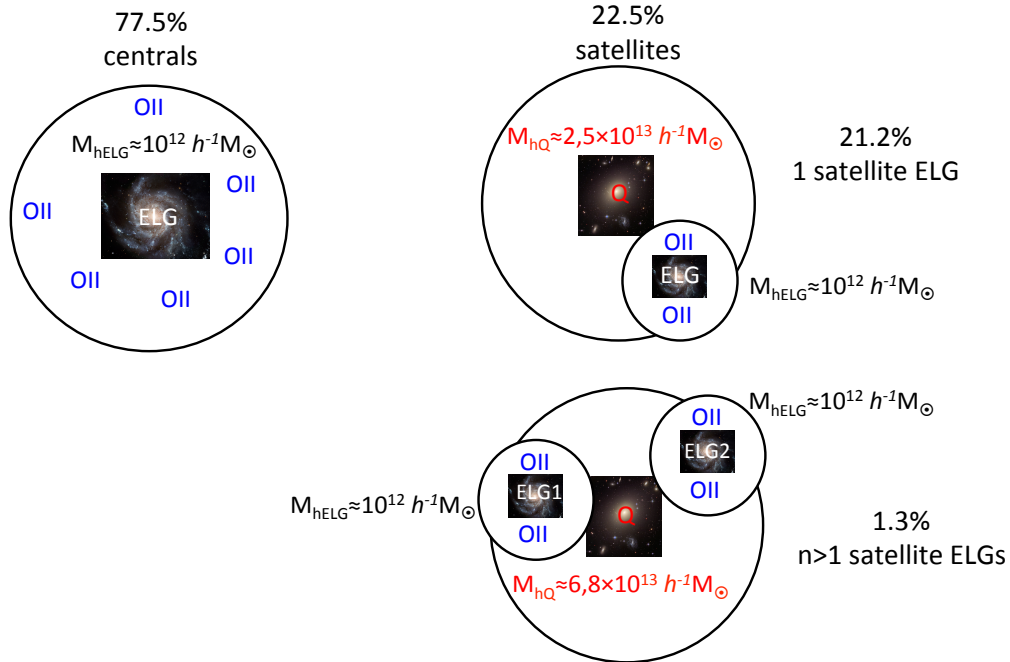 77.5%
centrals
OII
MhELG≈10¹² h⁻¹M☉
OII
ELG
OII
OII
OII
OII
22.5%
satellites
MhQ≈2,5×10¹³ h⁻¹M☉
21.2%
1 satellite ELG
Q
OII
ELG
MhELG≈10¹² h⁻¹M☉
OII
MhELG≈10¹² h⁻¹M☉
OII
ELG2
OII
OII
ELG1
MhELG≈10¹² h⁻¹M☉
OII
Q
MhQ≈6,8×10¹³ h⁻¹M☉
1.3%
n>1 satellite ELGs